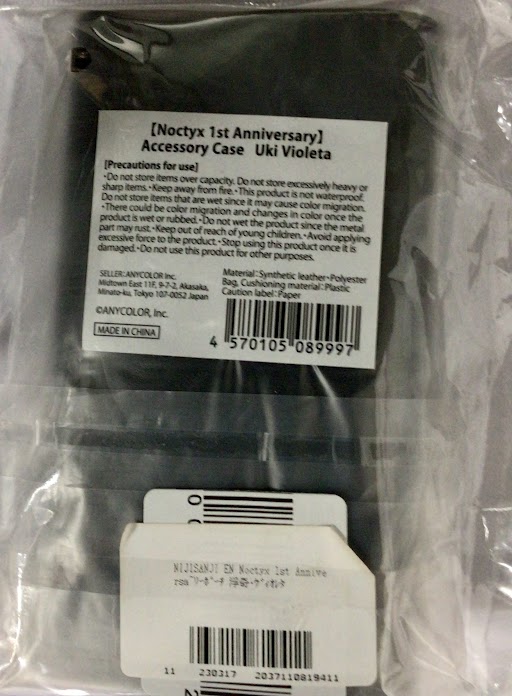 【Noctyx 1st Anniversary】
Accessory Case Uki Violeta
[Precautions for use]
・Do not store items over capacity. Do not store excessively heavy or
sharp items.・Keep away from fire.・This product is not waterproof.
Do not store items that are wet since it may cause color migration.
・There could be color migration and changes in color once the
product is wet or rubbed.・Do not wet the product since the metal
part may rust.・Keep out of reach of young children.・Avoid applying
excessive force to the product.・Stop using this product once it is
damaged.・Do not use this product for other purposes.
SELLER: ANYCOLOR Inc.
Midtown East 11F, 9-7-2, Akasaka,
Minato-ku, Tokyo 107-0052 Japan
Material:Synthetic leather・Polyester
Bag, Cushioning material:Plastic
Caution label:Paper
©ANYCOLOR, Inc.
MADE IN CHINA
4 570105 089997
NIJISANJI EN Noctyx 1st Annive
浮奇・ヴィオレタ
11 230317 2037110819411